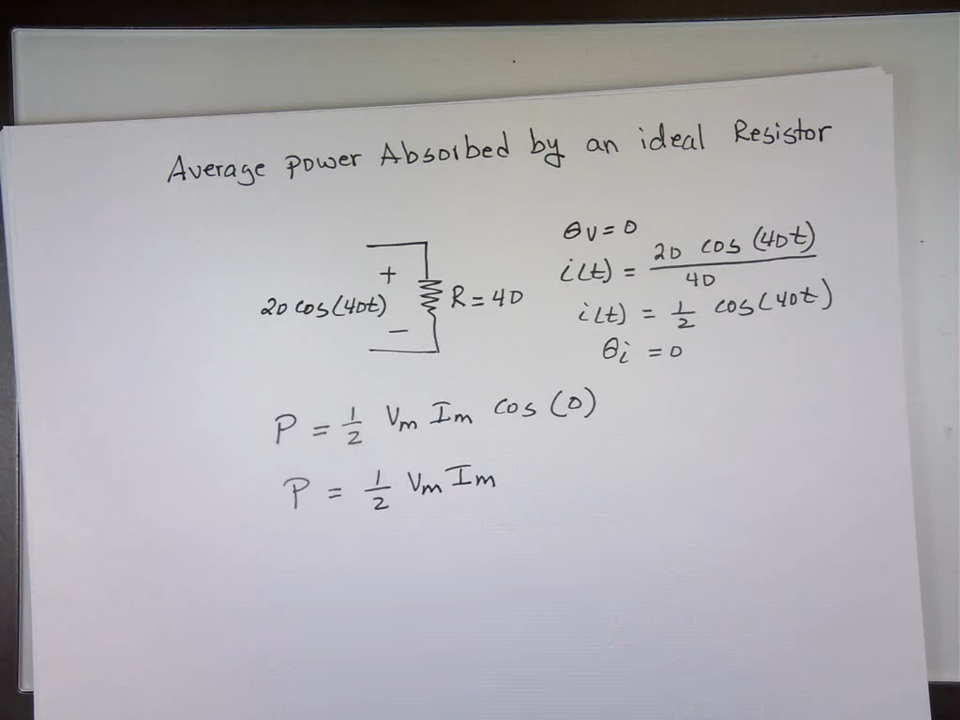 Average power Absorbed by an ideal Resistor
θv = 0
i(t) = 20 cos (40t) / 40
+
20 cos(40t) R = 40
i(t) = 1/2 cos(40t)
−
θi = 0
P = 1/2 Vm Im cos (0)
P = 1/2 Vm Im